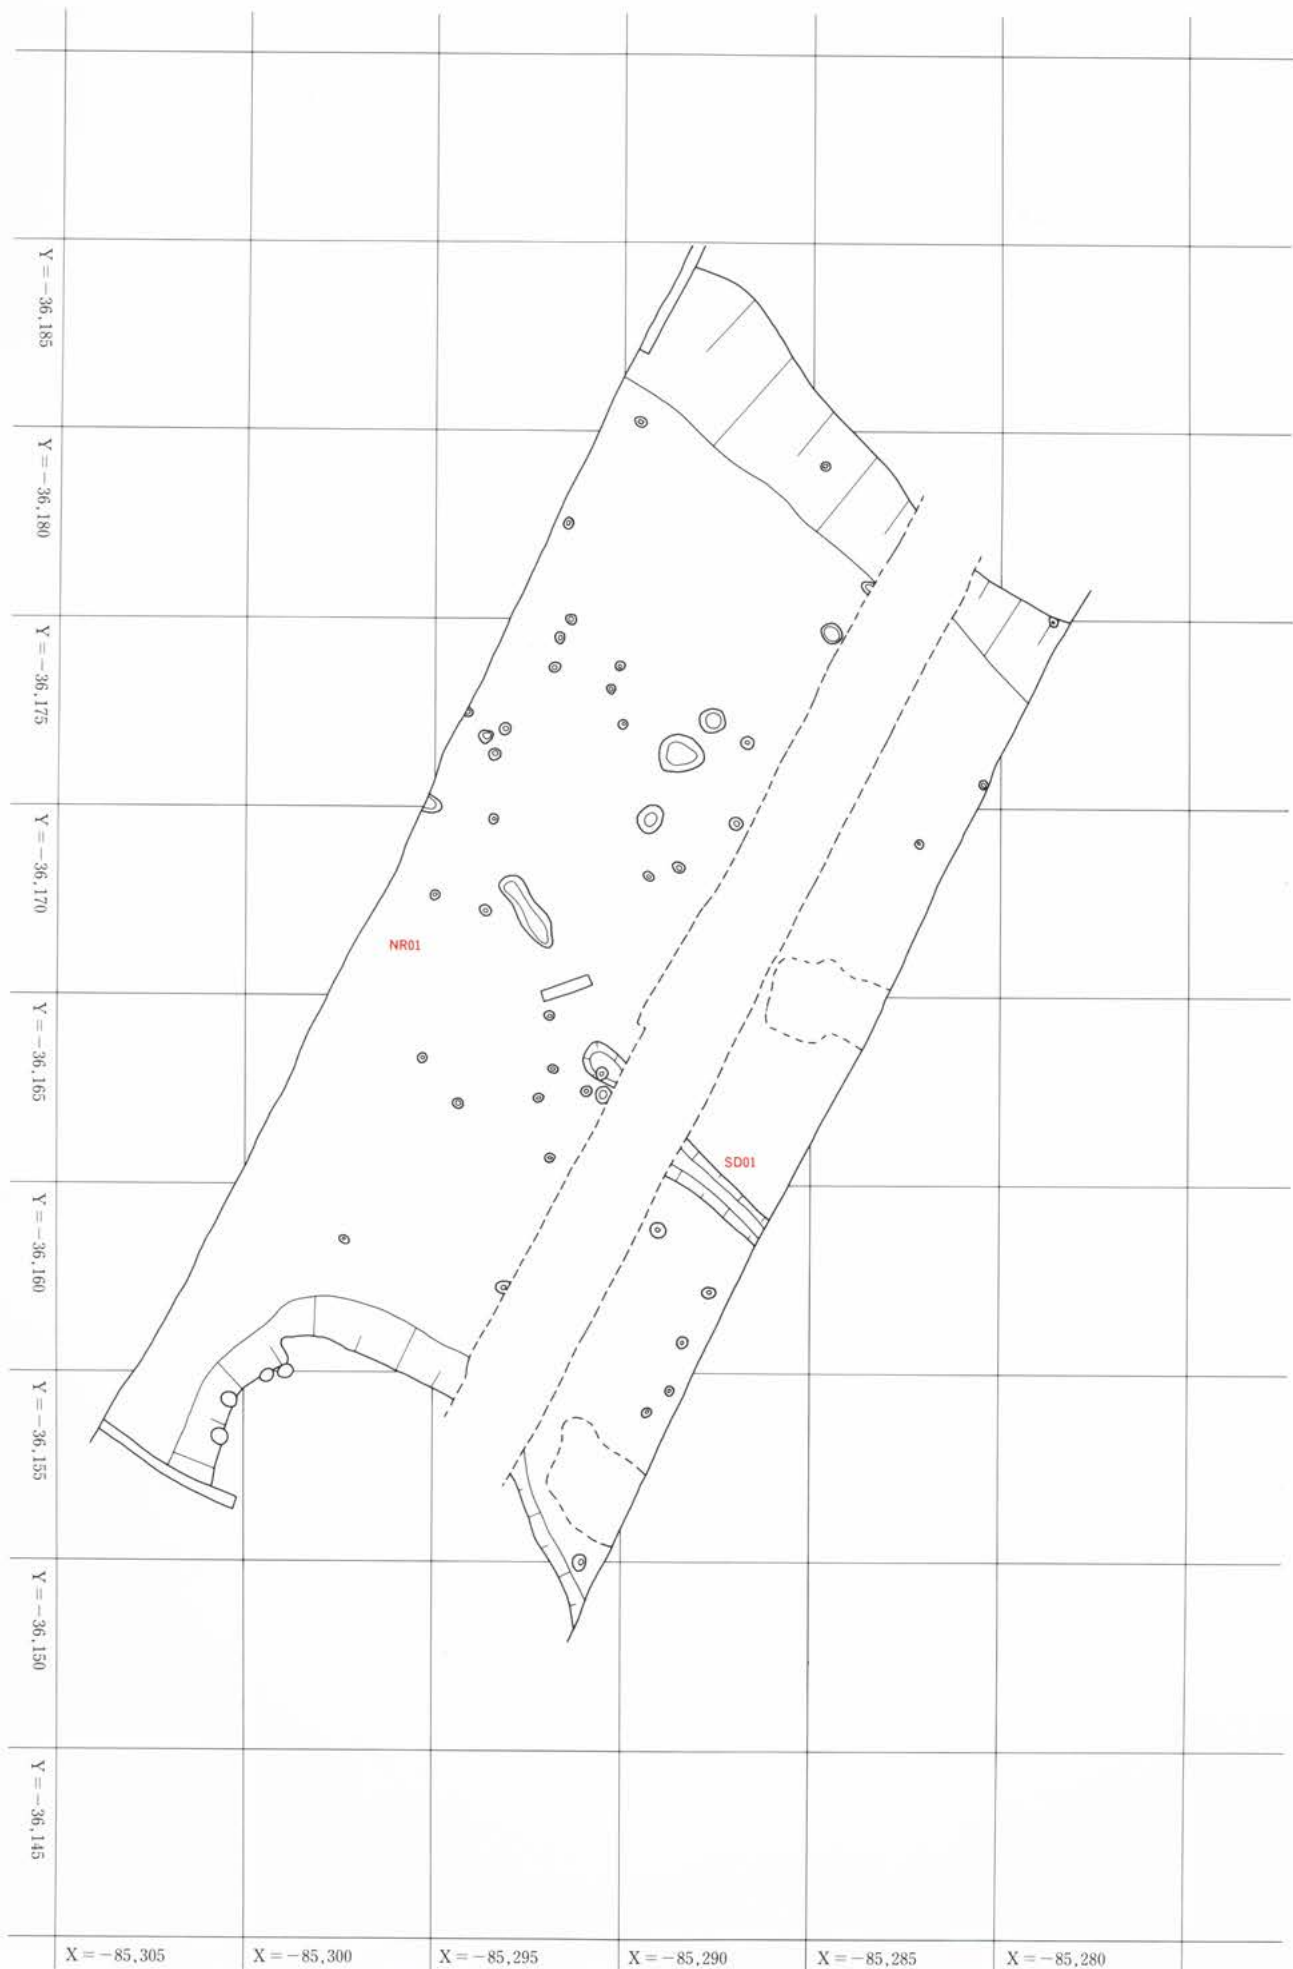 Y = −36,185
Y = −36,180
Y = −36,175
Y = −36,170
NR01
Y = −36,165
SD01
Y = −36,160
Y = −36,155
Y = −36,150
Y = −36,145
X = −85,305
X = −85,300
X = −85,295
X = −85,290
X = −85,285
X = −85,280